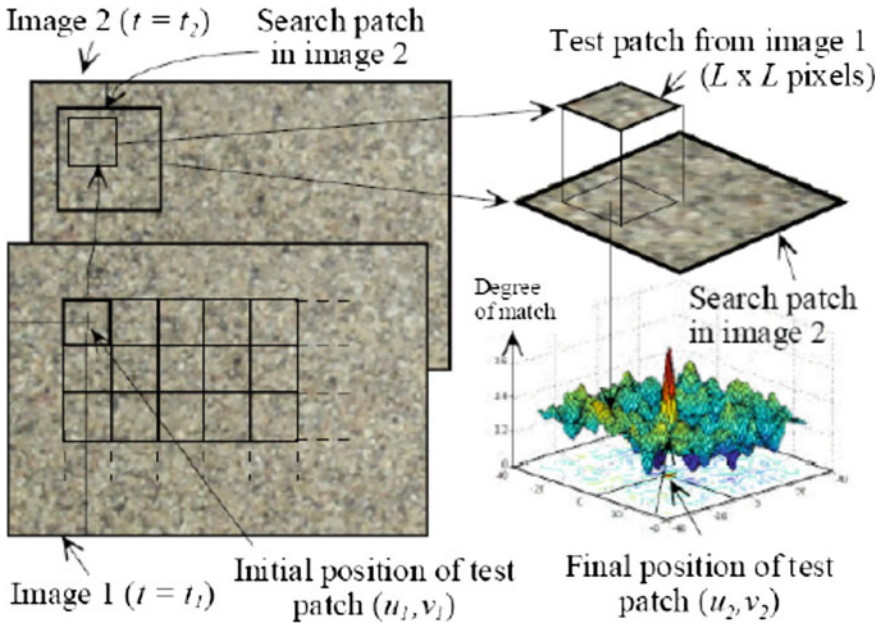 Image 2 (t = t₂)
Search patch
in image 2
Test patch from image 1
(L x L pixels)
Search patch
in image 2
Degree
of match
Image 1 (t = t₁)
Initial position of test
patch (u₁,v₁)
Final position of test
patch (u₂,v₂)